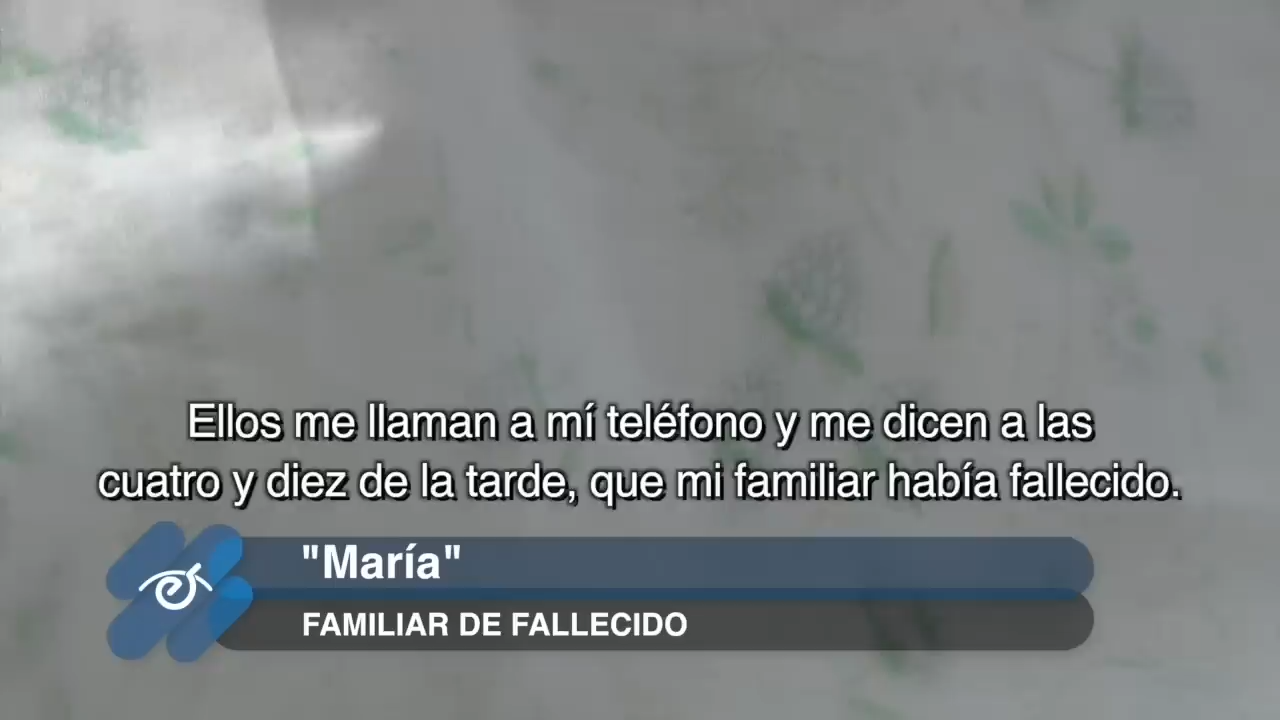 Ellos me llaman a mí teléfono y me dicen a las
cuatro y diez de la tarde, que mi familiar había fallecido.
"María"
FAMILIAR DE FALLECIDO